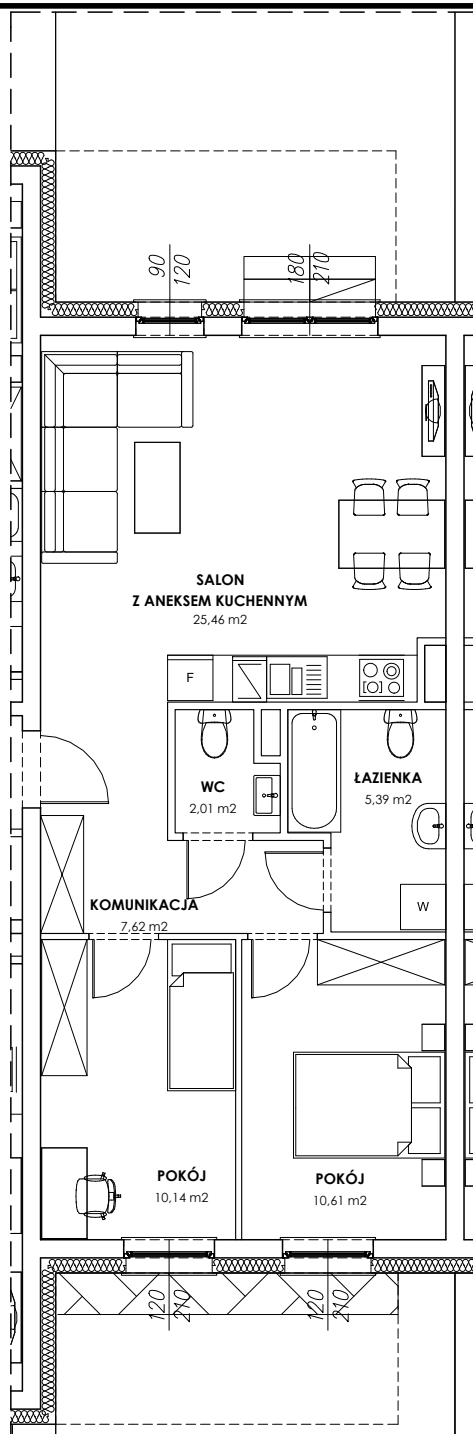 90
120
180
210
SALON
Z ANEKSEM KUCHENNYM
25,46 m2
F
WC
2,01 m2
ŁAZIENKA
5,39 m2
W
KOMUNIKACJA
7,62 m2
POKÓJ
10,14 m2
POKÓJ
10,61 m2
120
210
120
210